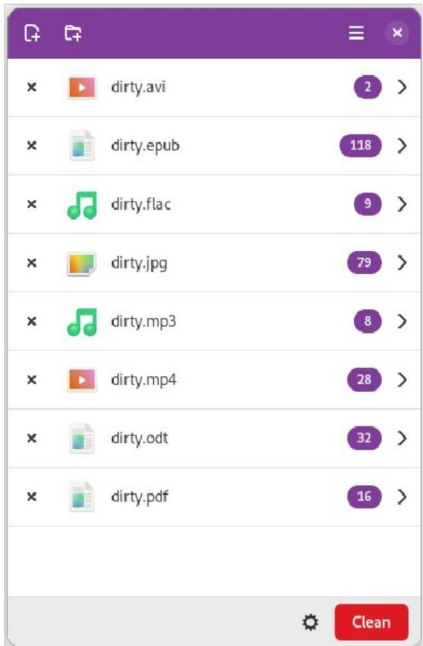 dirty.avi 2
dirty.epub 118
dirty.flac 9
dirty.jpg 79
dirty.mp3 8
dirty.mp4 28
dirty.odt 32
dirty.pdf 16
Clean